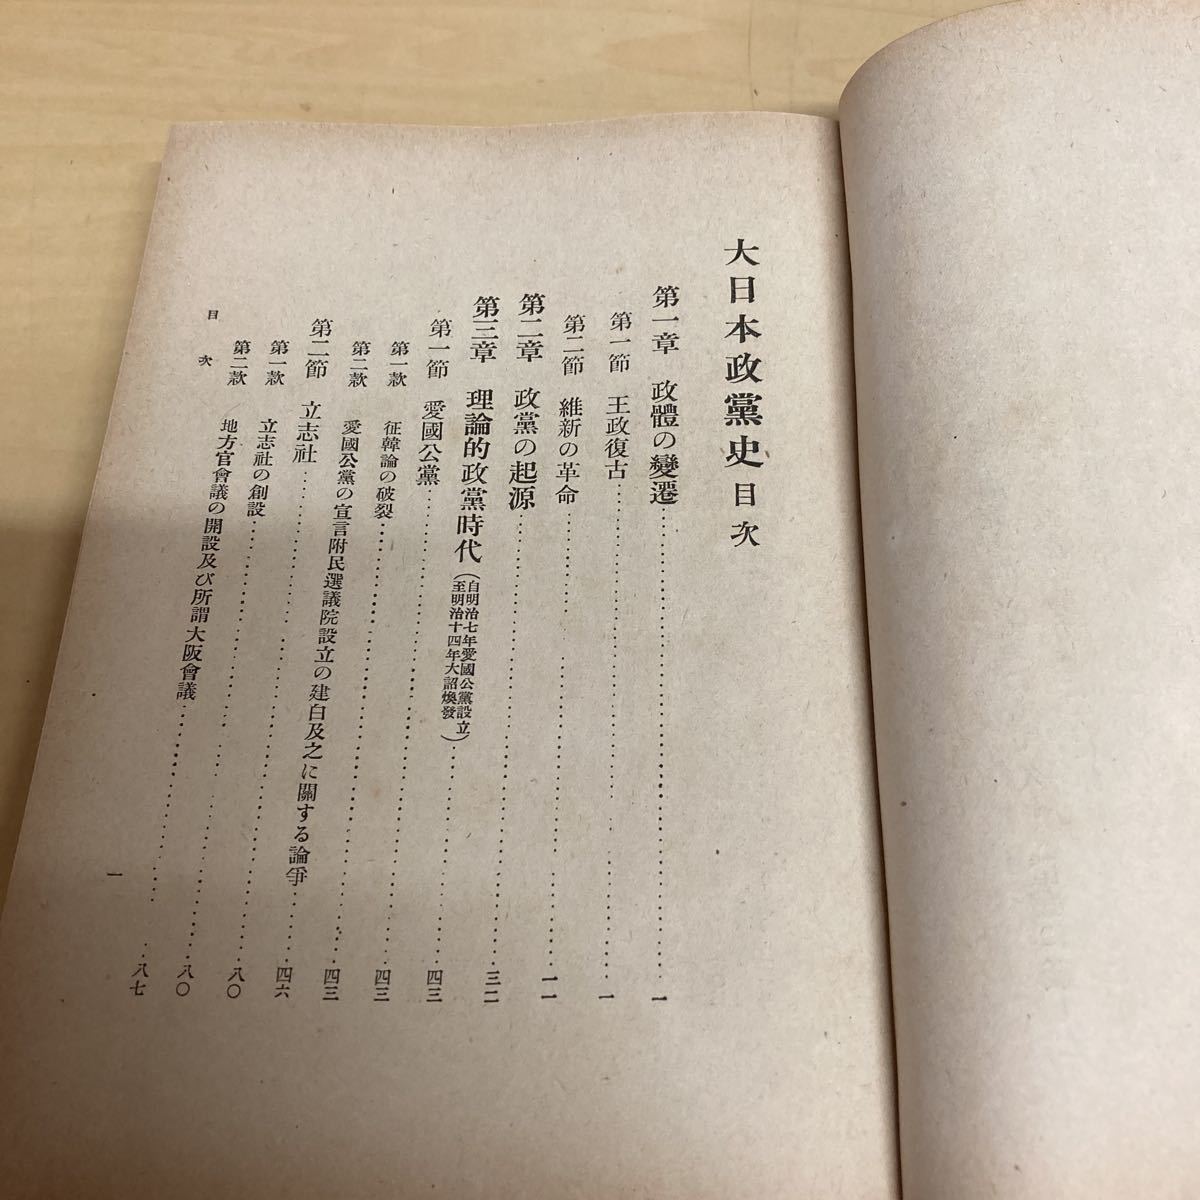 大日本政黨史 目次
第一章 政體の變遷……一
第一節 王政復古……一
第二節 維新の革命……一一
第二章 政黨の起源……三二
第三章 理論的政黨時代(自明治七年愛國公黨設立至明治十四年大詔煥發)……四三
第一節 愛國公黨……四三
第一款 征韓論の破裂……四三
第二款 愛國公黨の宣言附民選議院設立の建白及之に關する論爭……四六
第二節 立志社……八〇
第一款 立志社の創設……八〇
第二款 地方官會議の開設及び所謂大阪會議……八七
目次
一